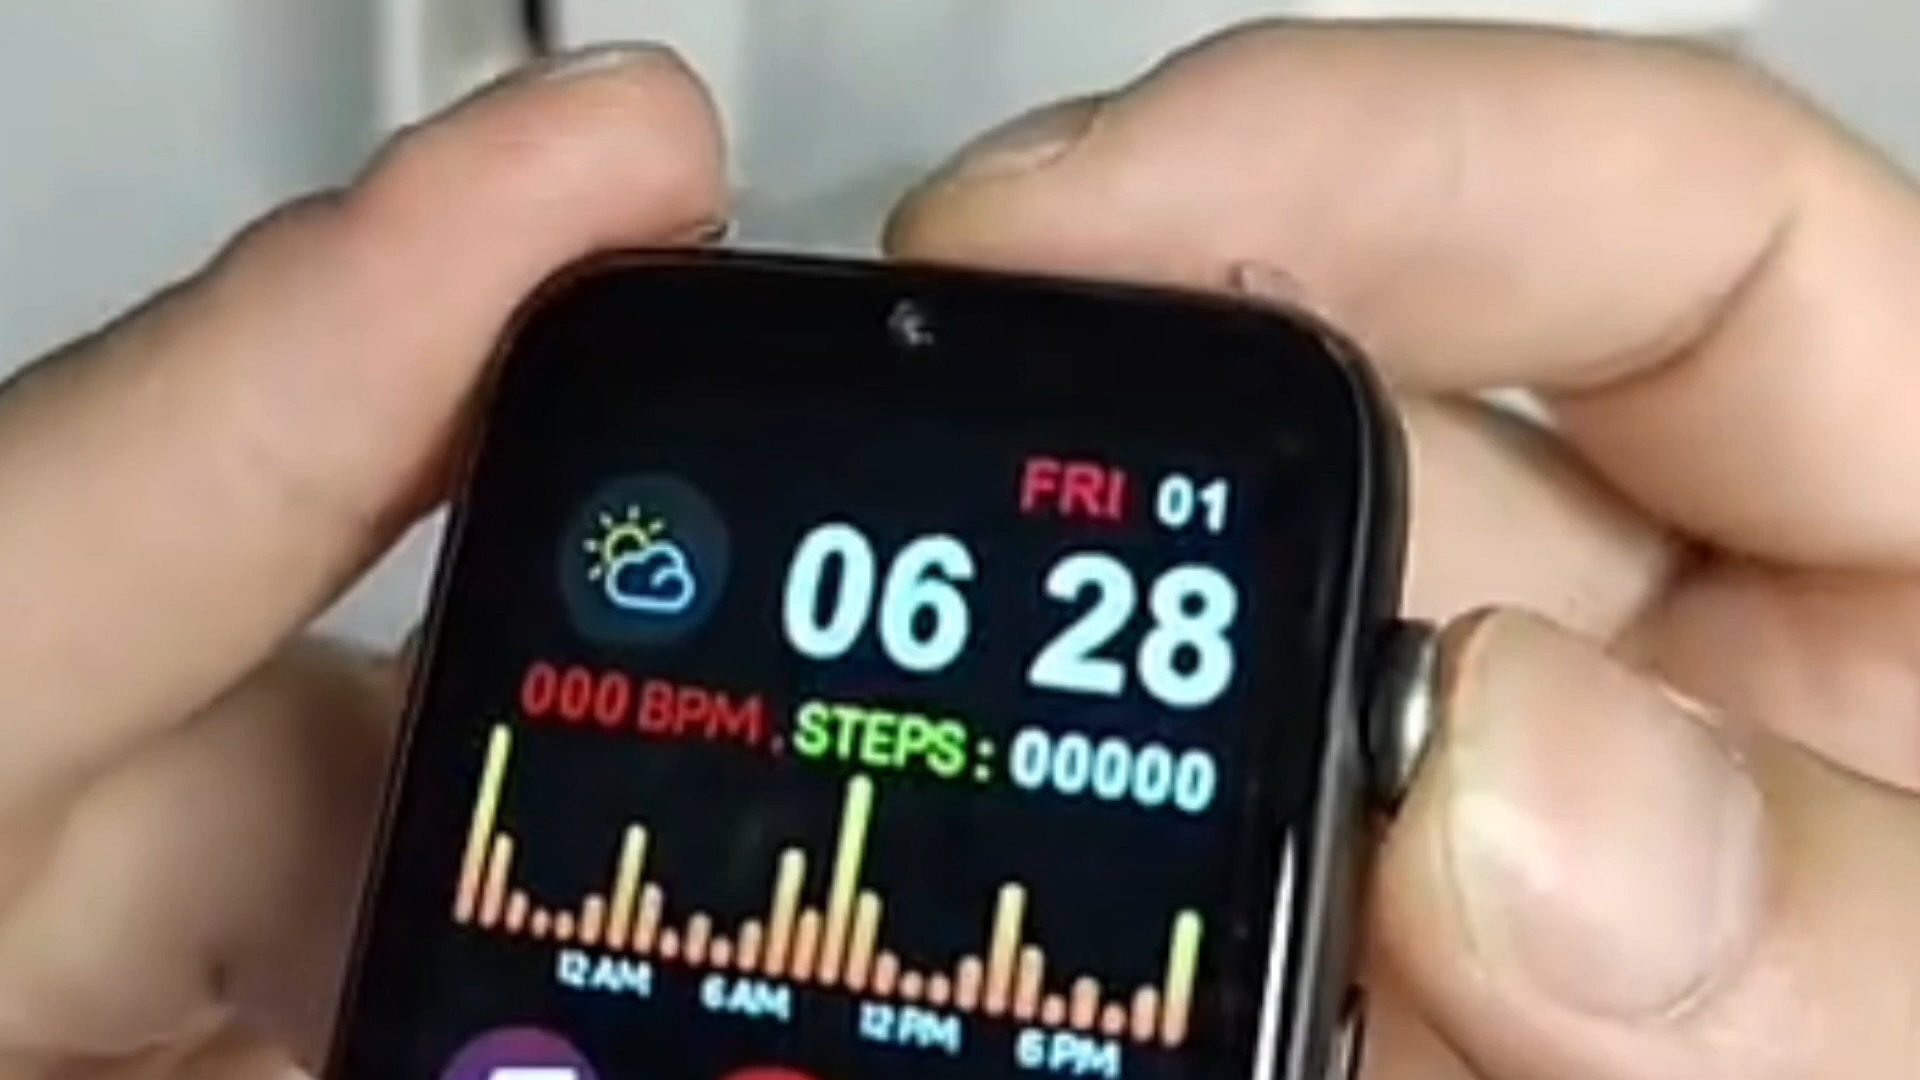 FRI 01
06 28
000 BPM . STEPS : 00000
12 AM 6 AM 12 PM 6 PM